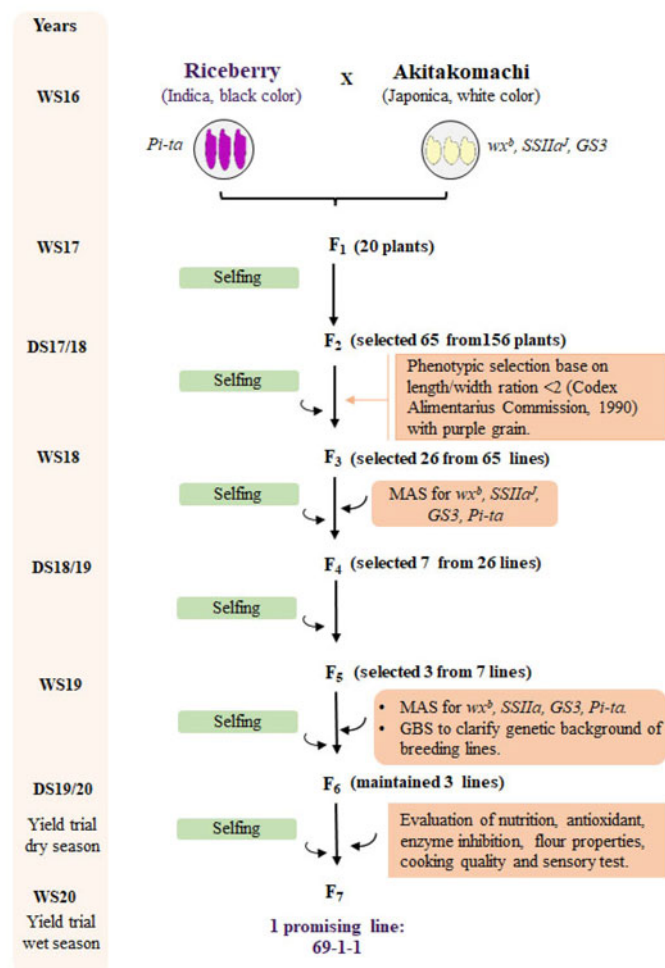 Years
WS16
Riceberry
(Indica, black color)
X
Akitakomachi
(Japonica, white color)
Pi-ta
wxᵇ, SSIIaᴶ, GS3
WS17
F₁ (20 plants)
Selfing
DS17/18
F₂ (selected 65 from156 plants)
Selfing
Phenotypic selection base on
length/width ration <2 (Codex
Alimentarius Commission, 1990)
with purple grain.
WS18
F₃ (selected 26 from 65 lines)
Selfing
MAS for wxᵇ, SSIIaᴶ,
GS3, Pi-ta
DS18/19
F₄ (selected 7 from 26 lines)
Selfing
WS19
F₅ (selected 3 from 7 lines)
Selfing
• MAS for wxᵇ, SSIIa, GS3, Pi-ta.
• GBS to clarify genetic background of
breeding lines.
DS19/20
Yield trial
dry season
F₆ (maintained 3 lines)
Selfing
Evaluation of nutrition, antioxidant,
enzyme inhibition, flour properties,
cooking quality and sensory test.
WS20
Yield trial
wet season
F₇
1 promising line:
69-1-1